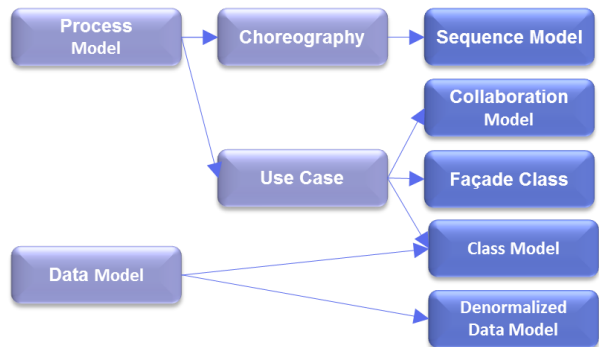 Process
Model
Choreography
Sequence Model
Collaboration
Model
Use Case
Façade Class
Class Model
Data Model
Denormalized
Data Model